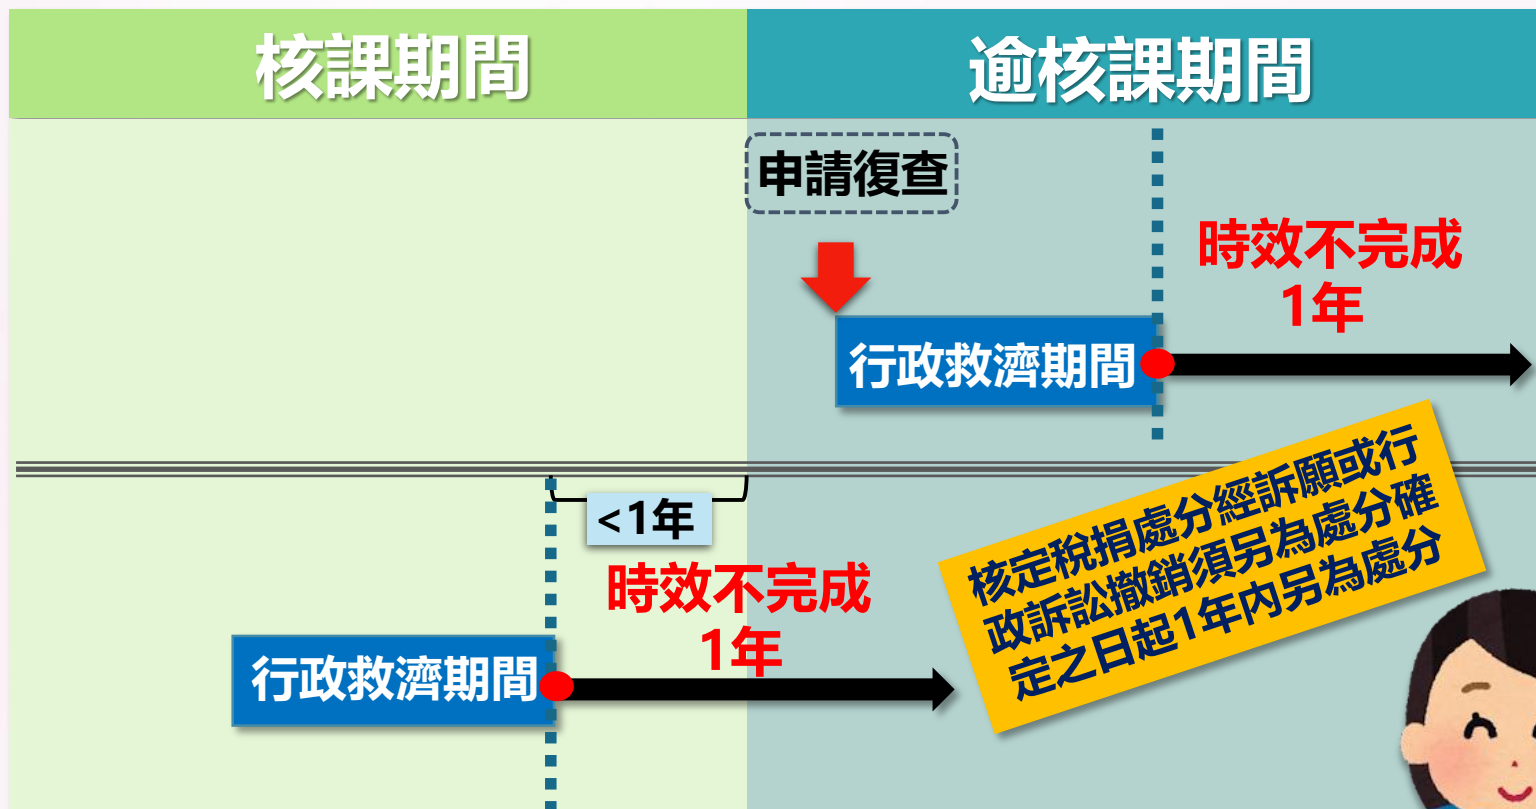 核課期間
逾核課期間
申請復查
時效不完成
1年
行政救濟期間
<1年
時效不完成
1年
行政救濟期間
核定稅捐處分經訴願或行
政訴訟撤銷須另為處分確
定之日起1年內另為處分